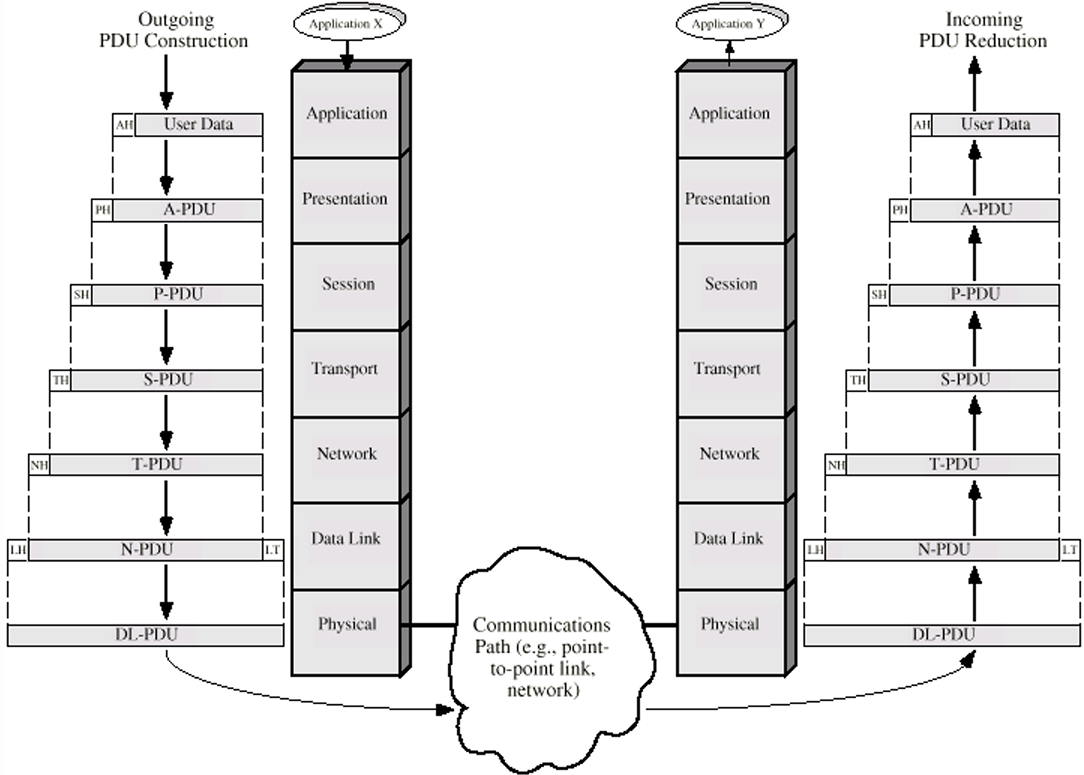 Outgoing
PDU Construction
Application X
Application Y
Incoming
PDU Reduction
AH User Data
Application
Application
AH User Data
PH A-PDU
Presentation
Presentation
PH A-PDU
SH P-PDU
Session
Session
SH P-PDU
TH S-PDU
Transport
Transport
TH S-PDU
NH T-PDU
Network
Network
NH T-PDU
LH N-PDU LT
Data Link
Data Link
LH N-PDU LT
DL-PDU
Physical
Physical
DL-PDU
Communications
Path (e.g., point-
to-point link,
network)